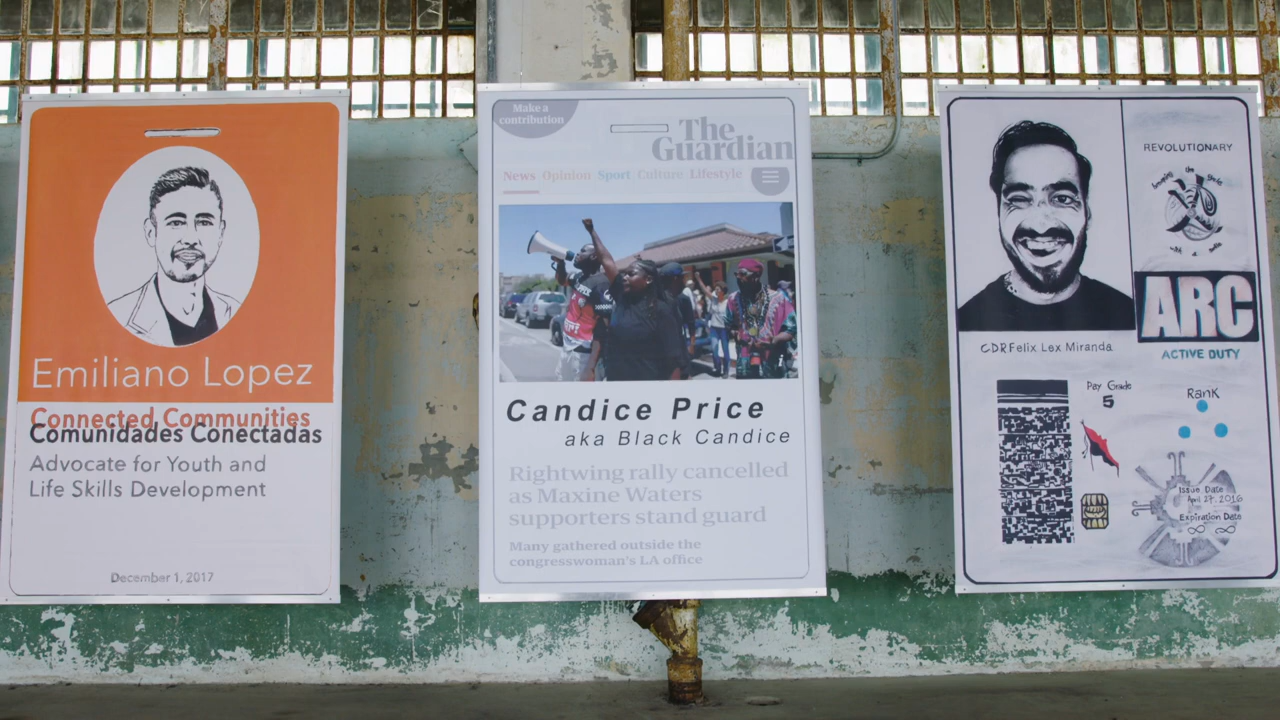 Emiliano Lopez
Connected Communities
Comunidades Conectadas
Advocate for Youth and
Life Skills Development
December 1, 2017
Make a
contribution
The
Guardian
News Opinion Sport Culture Lifestyle
Candice Price
aka Black Candice
Rightwing rally cancelled
as Maxine Waters
supporters stand guard
Many gathered outside the
congresswoman's LA office
REVOLUTIONARY
ARC
ACTIVE DUTY
CDR Felix Lex Miranda
Pay Grade
5
Rank
Issue Date
April 27, 2016
Expiration Date